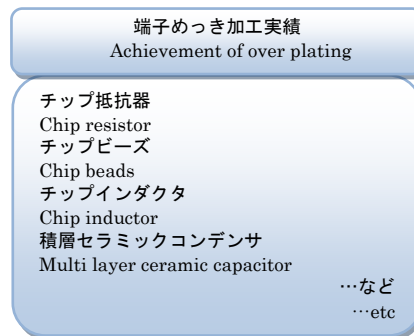 端子めっき加工実績
Achievement of over plating
チップ抵抗器
Chip resistor
チップビーズ
Chip beads
チップインダクタ
Chip inductor
積層セラミックコンデンサ
Multi layer ceramic capacitor
…など
…etc